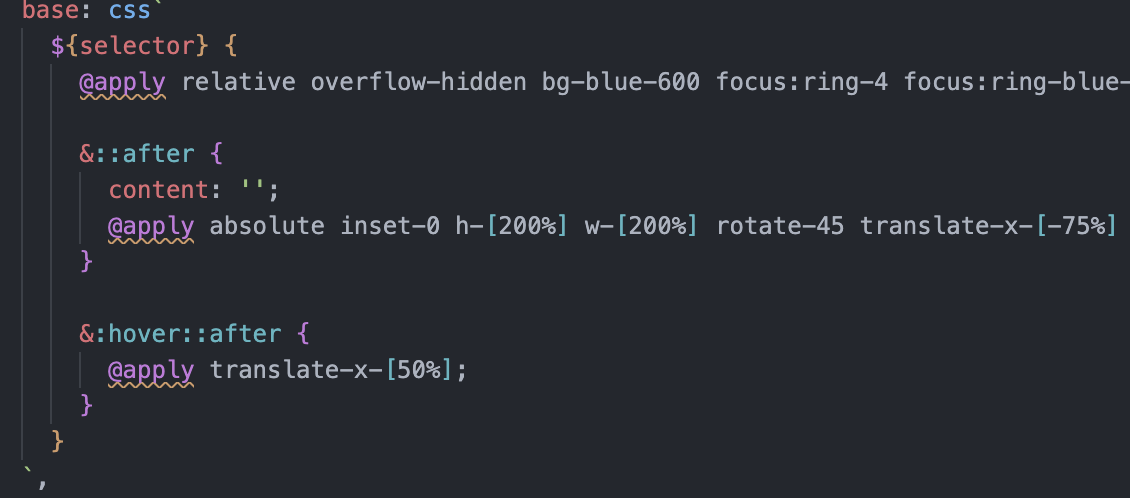 base: css`
${selector} {
@apply relative overflow-hidden bg-blue-600 focus:ring-4 focus:ring-blue-
&::after {
content: '';
@apply absolute inset-0 h-[200%] w-[200%] rotate-45 translate-x-[-75%]
}
&:hover::after {
@apply translate-x-[50%];
}
}
`,